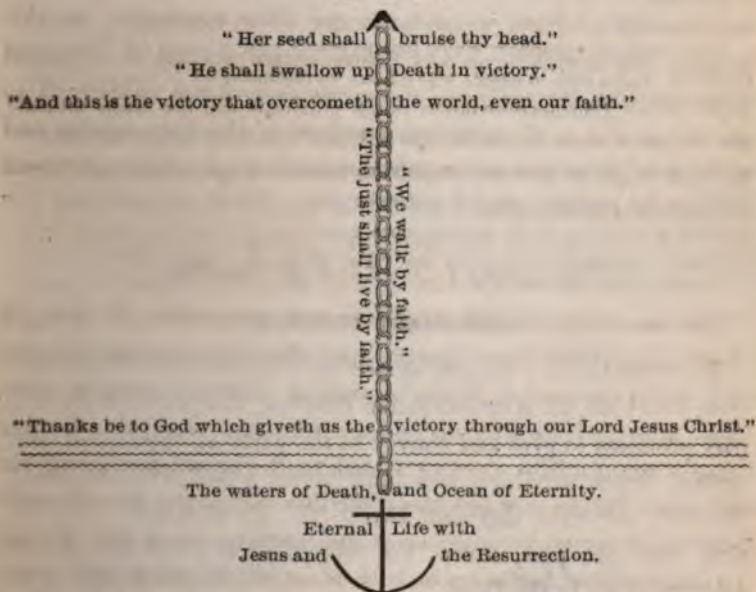 "Her seed shall bruise thy head."
"He shall swallow up Death in victory."
"And this is the victory that overcometh the world, even our faith."
"The just shall live by faith."
"We walk by faith."
"Thanks be to God which giveth us the victory through our Lord Jesus Christ."
The waters of Death, and Ocean of Eternity.
Eternal Life with
Jesus and the Resurrection.